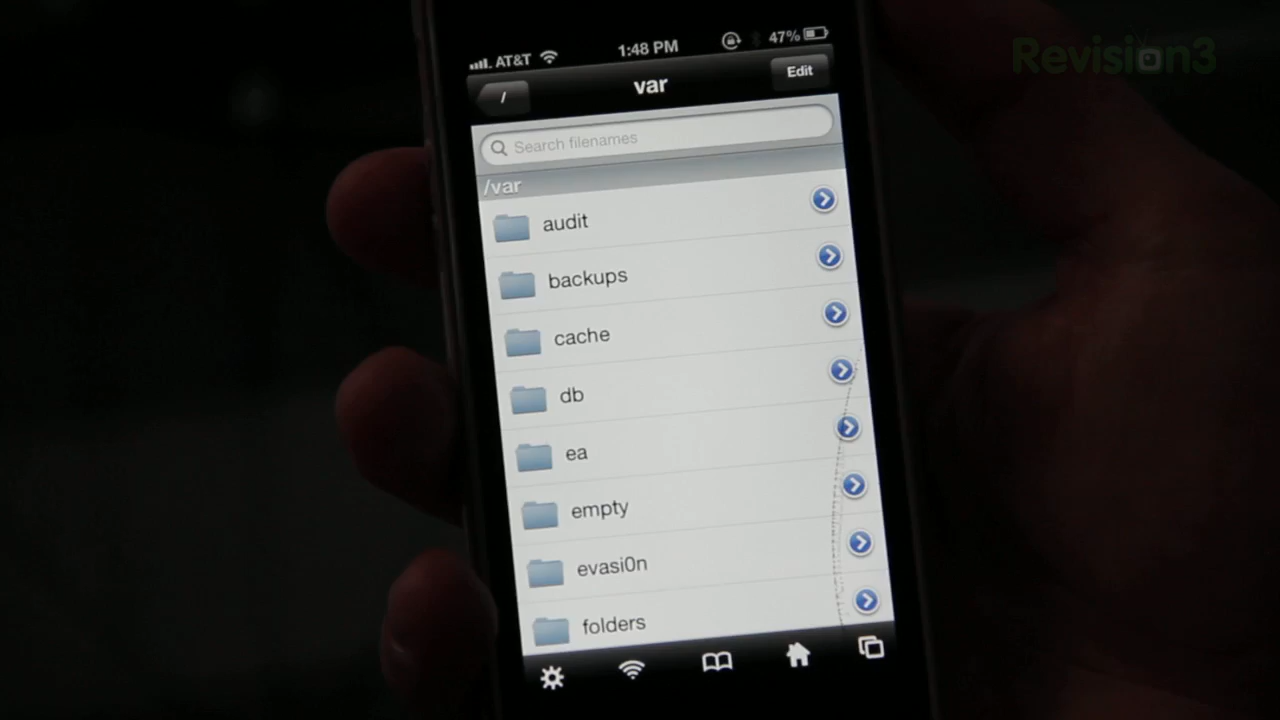 Revision3
AT&T 1:48 PM 47%
/ var Edit
Search filenames
/var
audit
backups
cache
db
ea
empty
evasi0n
folders